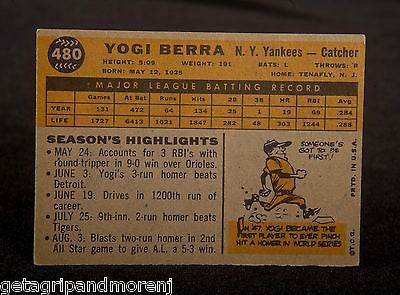 480
YOGI BERRA N. Y. Yankees — Catcher
HEIGHT: 5:09 WEIGHT: 191 BATS: L THROWS: R
BORN: MAY 12, 1925 HOME: TENAFLY, N. J.
MAJOR LEAGUE BATTING RECORD
Games At Bat Runs Hits 2B 3B HR RBI Avg.
YEAR 131 472 64 134 25 1 19 69 .284
LIFE 1727 6413 1021 1847 282 48 303 1244 .288
SEASON'S HIGHLIGHTS
• MAY 24: Accounts for 3 RBI's with round-tripper in 9-0 win over Orioles.
• JUNE 3: Yogi's 3-run homer beats Detroit.
• JUNE 19: Drives in 1200th run of career.
• JULY 25: 9th-inn. 2-run homer beats Tigers.
• AUG. 3: Blasts two-run homer in 2nd All Star game to give A.L. a 5-3 win.
SOMEONE'S GOT TO BE FIRST!
IN '47, YOGI BECAME THE FIRST PLAYER TO EVER PINCH HIT A HOMER IN WORLD SERIES
©T.C.G. PRTD. IN U.S.A.
getagripandmorenj